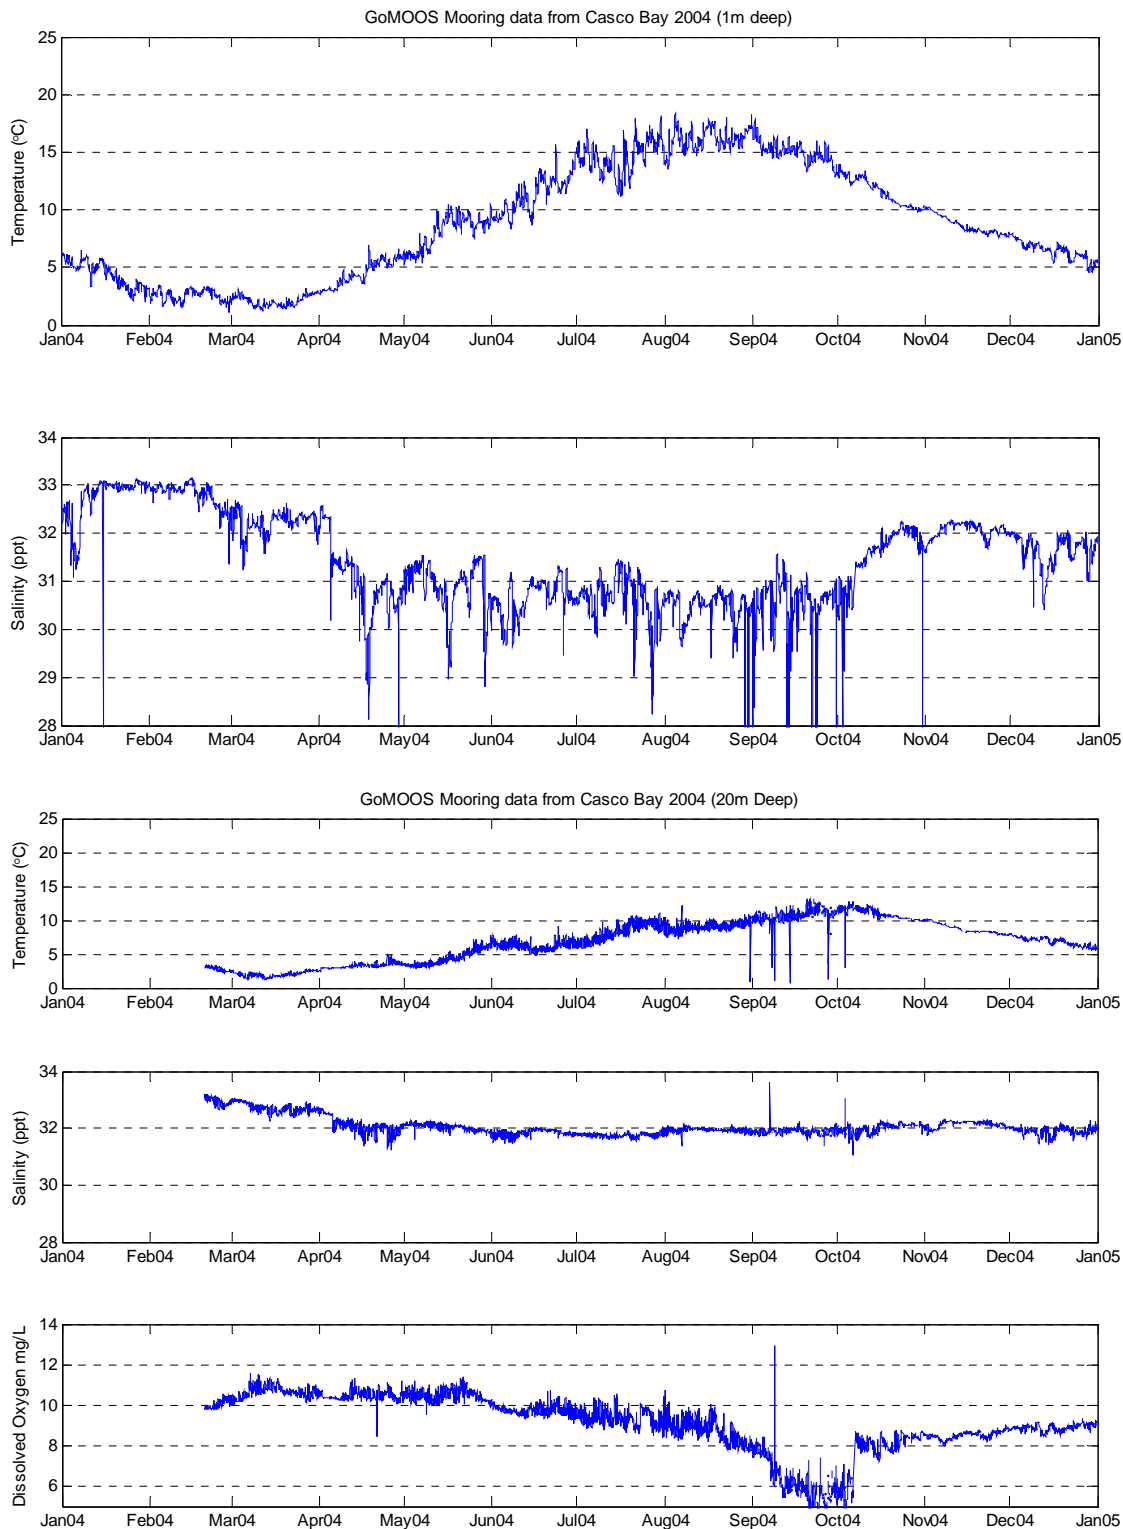 GoMOOS Mooring data from Casco Bay 2004 (1m deep)
25
20
15
10
5
0
Temperature (°C)
Jan04 Feb04 Mar04 Apr04 May04 Jun04 Jul04 Aug04 Sep04 Oct04 Nov04 Dec04 Jan05
34
33
32
31
30
29
28
Salinity (ppt)
Jan04 Feb04 Mar04 Apr04 May04 Jun04 Jul04 Aug04 Sep04 Oct04 Nov04 Dec04 Jan05
GoMOOS Mooring data from Casco Bay 2004 (20m Deep)
25
20
15
10
5
0
Temperature (°C)
Jan04 Feb04 Mar04 Apr04 May04 Jun04 Jul04 Aug04 Sep04 Oct04 Nov04 Dec04 Jan05
34
32
30
28
Salinity (ppt)
Jan04 Feb04 Mar04 Apr04 May04 Jun04 Jul04 Aug04 Sep04 Oct04 Nov04 Dec04 Jan05
14
12
10
8
6
Dissolved Oxygen mg/L
Jan04 Feb04 Mar04 Apr04 May04 Jun04 Jul04 Aug04 Sep04 Oct04 Nov04 Dec04 Jan05